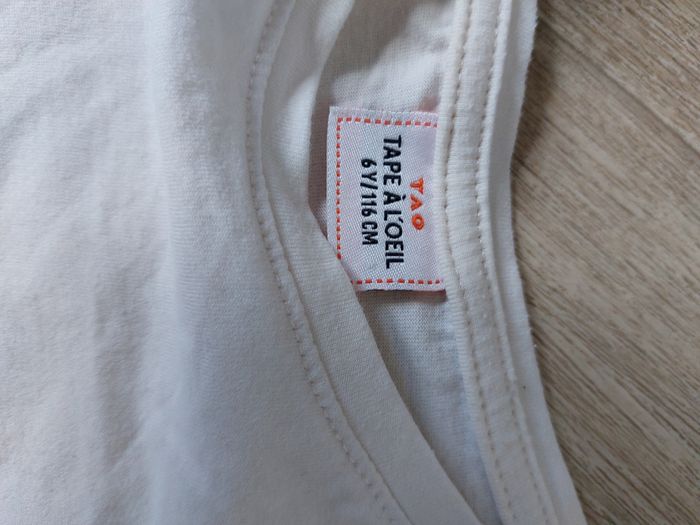 TAO
TAPE À L'OEIL
6 Y/116 CM